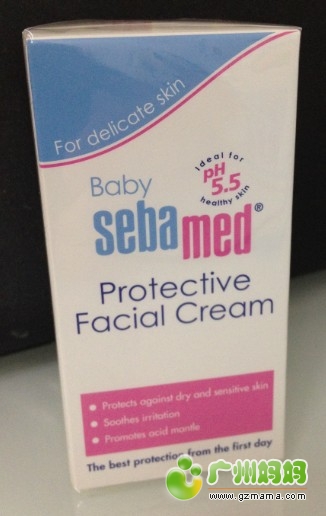 For delicate skin
ideal for
pH
5.5
healthy skin
Baby
sebamed®
Protective
Facial Cream
• Protects against dry and sensitive skin
• Soothes irritation
• Promotes acid mantle
The best protection from the first day
广州妈妈
www.gzmama.com